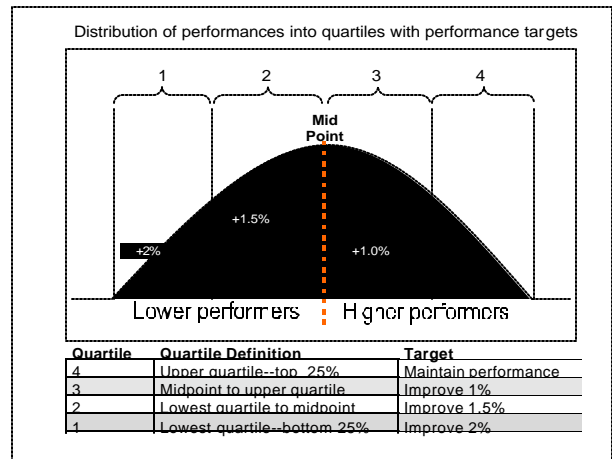 Distribution of performances into quartiles with performance targets
1 2 3 4
Mid
Point
+1.5%
+2% +1.0%
Lower performers Higher performers
Quartile Quartile Definition Target
4 Upper quartile--top 25% Maintain performance
3 Midpoint to upper quartile Improve 1%
2 Lowest quartile to midpoint Improve 1.5%
1 Lowest quartile--bottom 25% Improve 2%